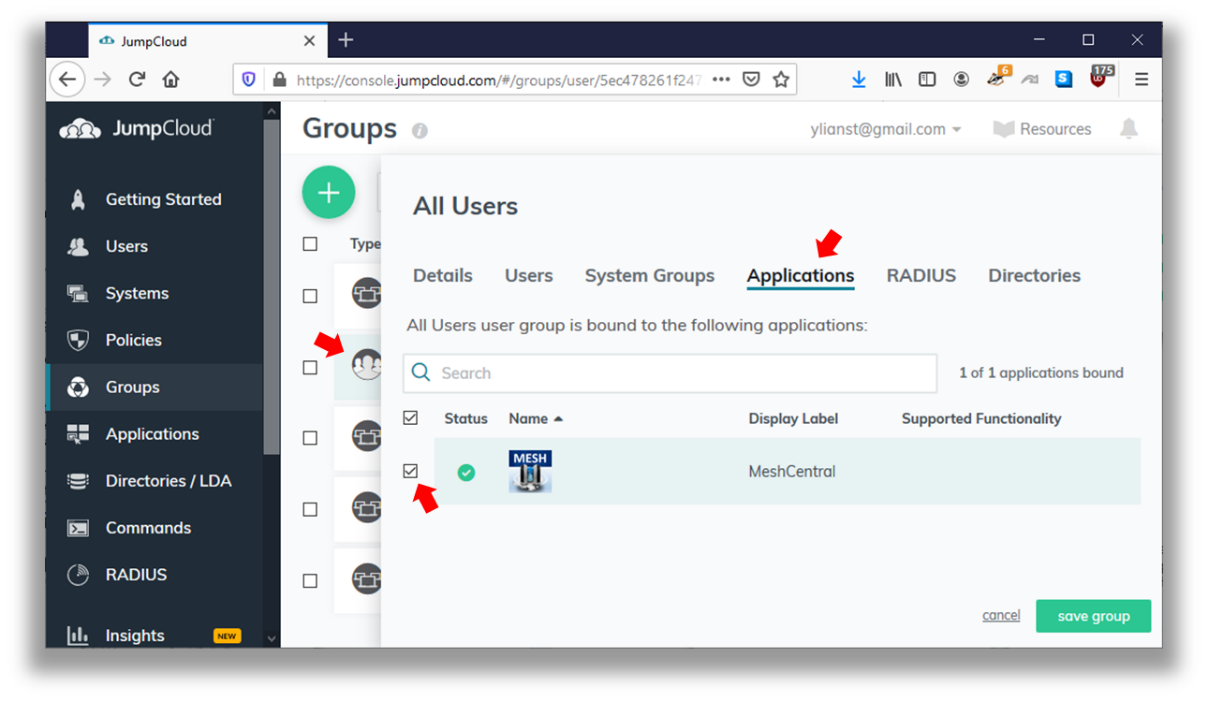 JumpCloud
https://console.jumpcloud.com/#/groups/user/5ec478261f247
6
S
175
JumpCloud
Groups
ylianst@gmail.com
Resources
Getting Started
Users
Systems
Policies
Groups
Applications
Directories / LDA
Commands
RADIUS
Insights NEW
Type
All Users
Details Users System Groups Applications RADIUS Directories
All Users user group is bound to the following applications:
Search
1 of 1 applications bound
Status Name Display Label Supported Functionality
MESH
MeshCentral
cancel save group